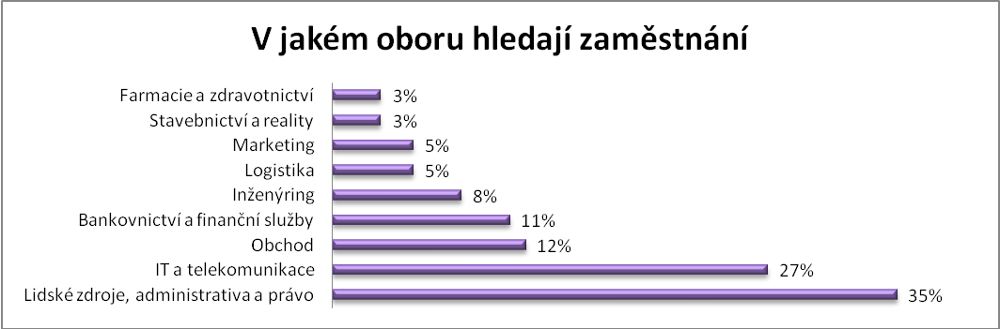 V jakém oboru hledají zaměstnání
Farmacie a zdravotnictví 3%
Stavebnictví a reality 3%
Marketing 5%
Logistika 5%
Inženýring 8%
Bankovnictví a finanční služby 11%
Obchod 12%
IT a telekomunikace 27%
Lidské zdroje, administrativa a právo 35%